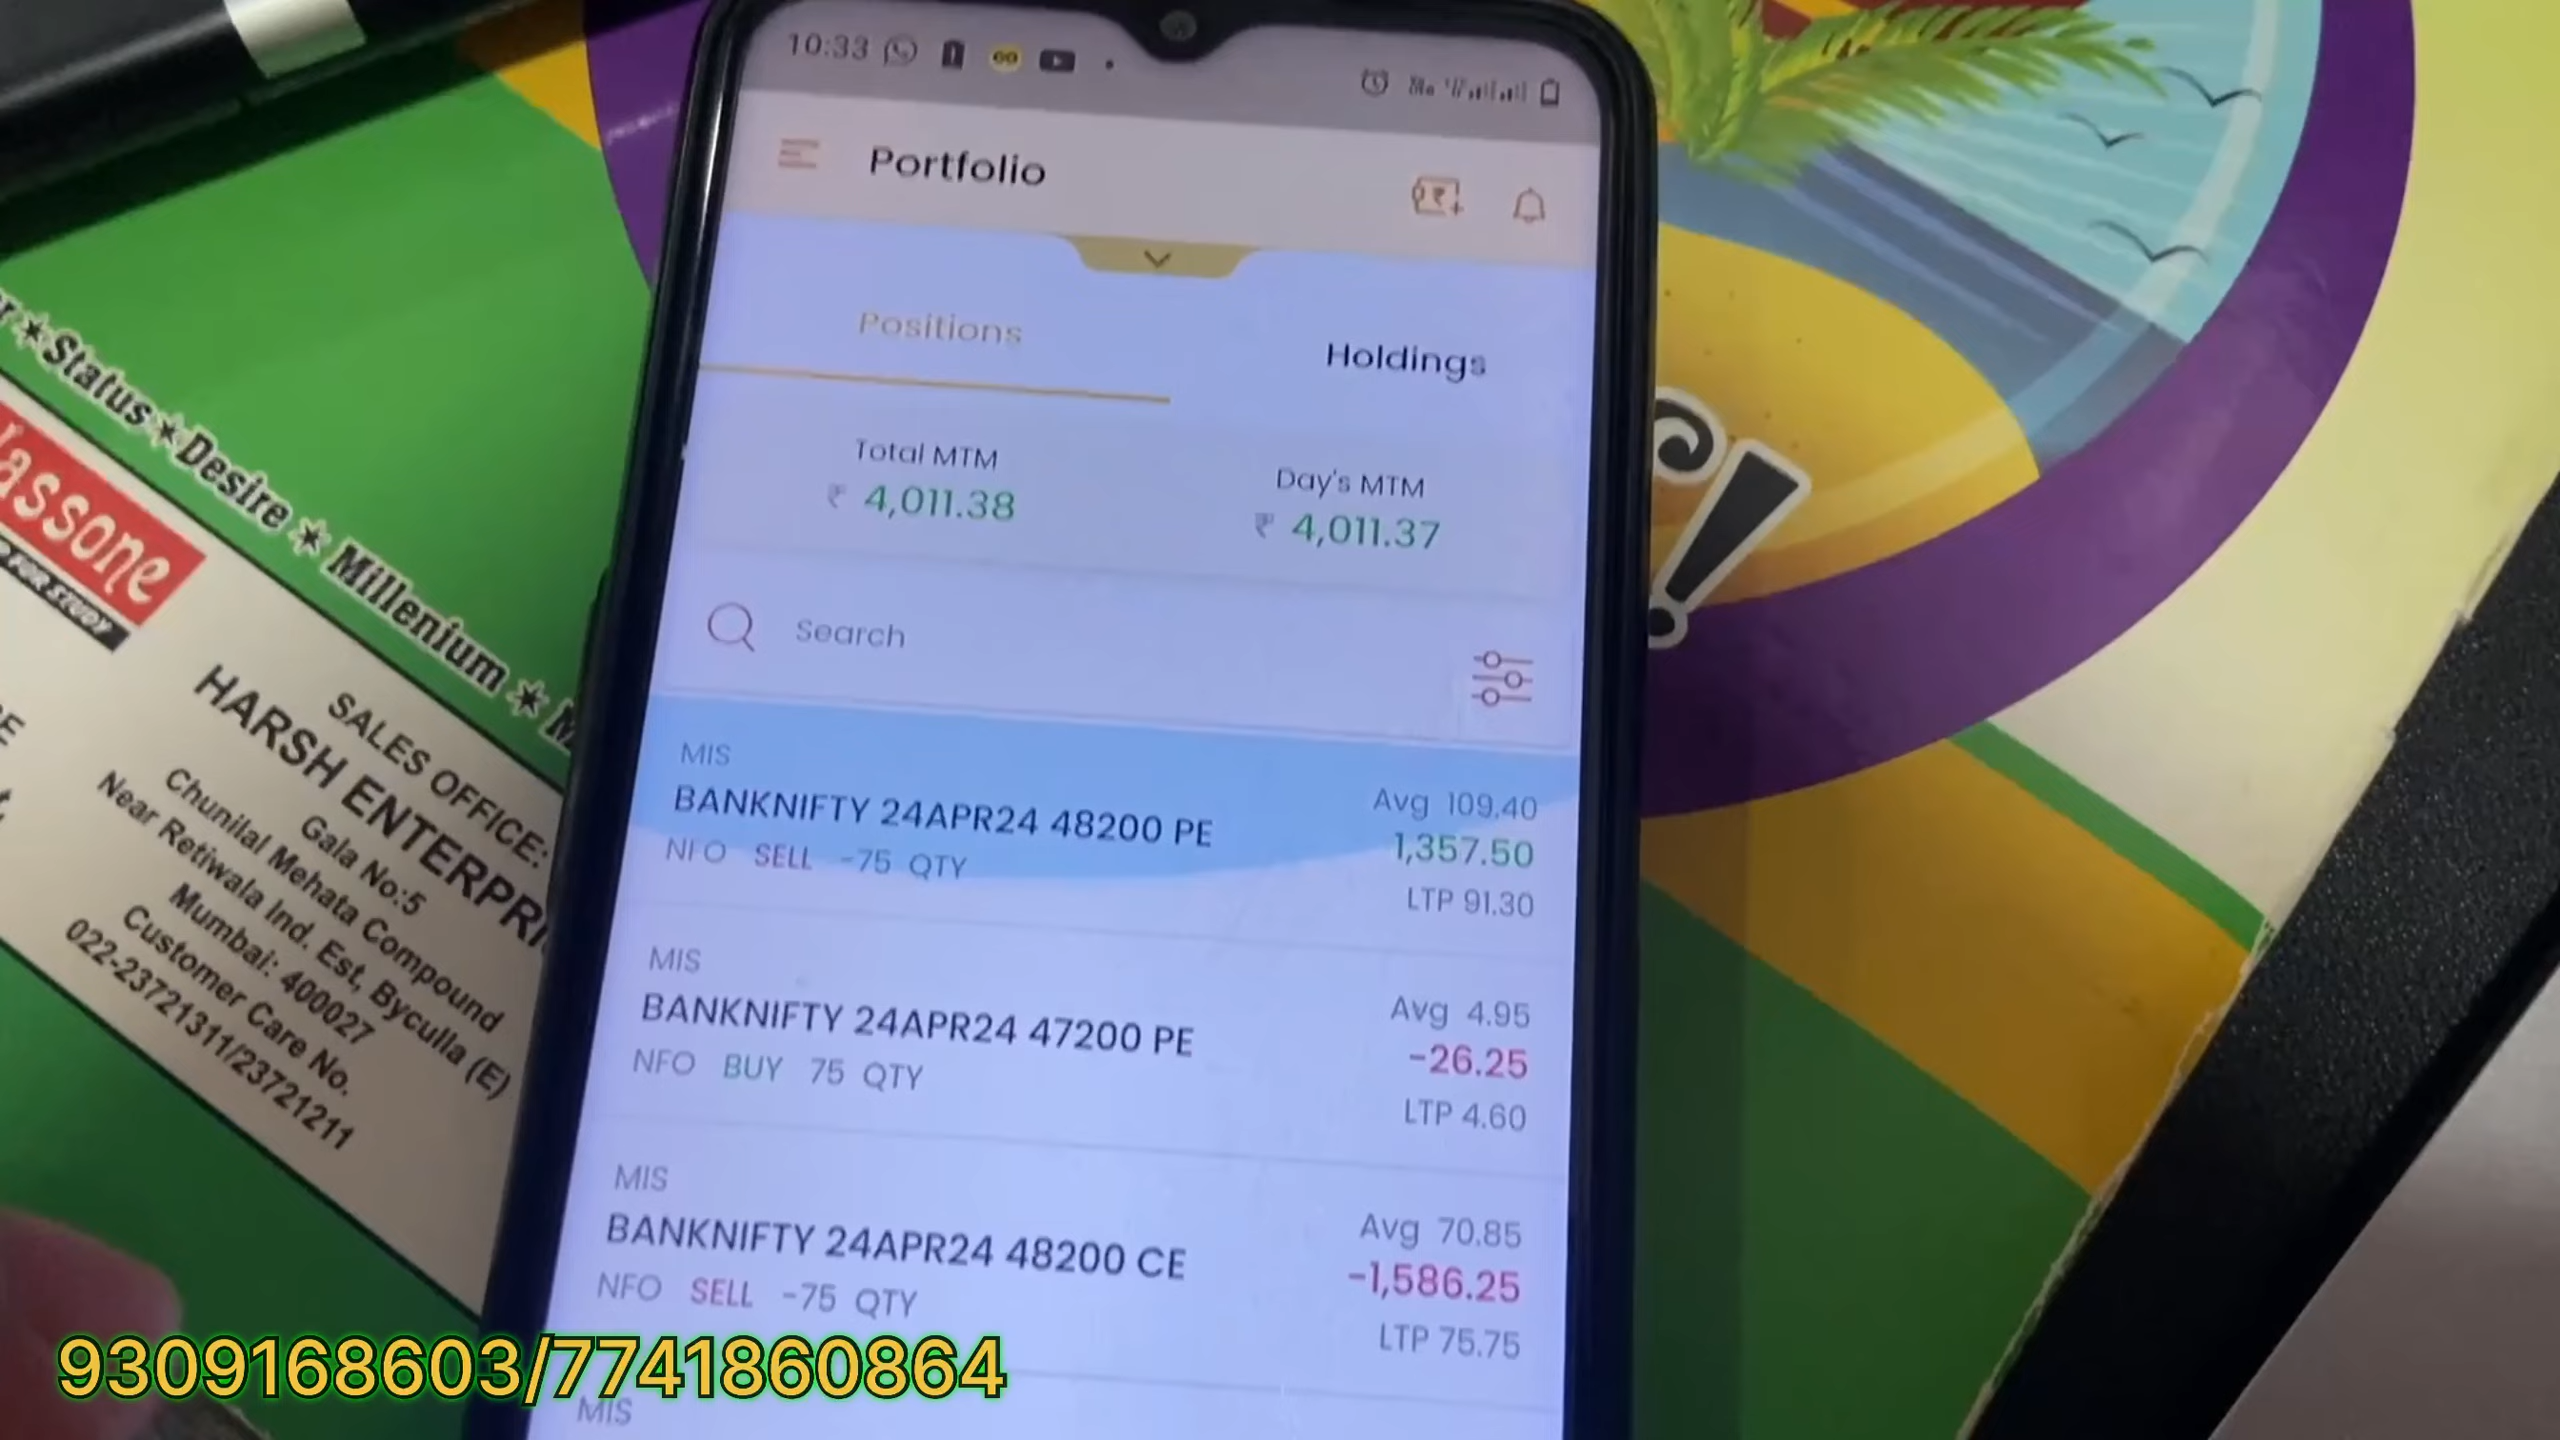 10:33
Portfolio
Positions
Holdings
Total MTM
₹ 4,011.38
Day's MTM
₹ 4,011.37
Search
MIS
BANKNIFTY 24APR24 48200 PE
NFO SELL -75 QTY
Avg 109.40
1,357.50
LTP 91.30
MIS
BANKNIFTY 24APR24 47200 PE
NFO BUY 75 QTY
Avg 4.95
-26.25
LTP 4.60
MIS
BANKNIFTY 24APR24 48200 CE
NFO SELL -75 QTY
Avg 70.85
-1,586.25
LTP 75.75
MIS
★Status★Desire★Millenium★M
assone
FOR STUDY
SALES OFFICE:
HARSH ENTERPRI
Gala No:5
Chunilal Mehata Compound
Near Retiwala Ind. Est, Byculla (E)
Mumbai: 400027
Customer Care No.
022-23721311/23721211
9309168603/7741860864